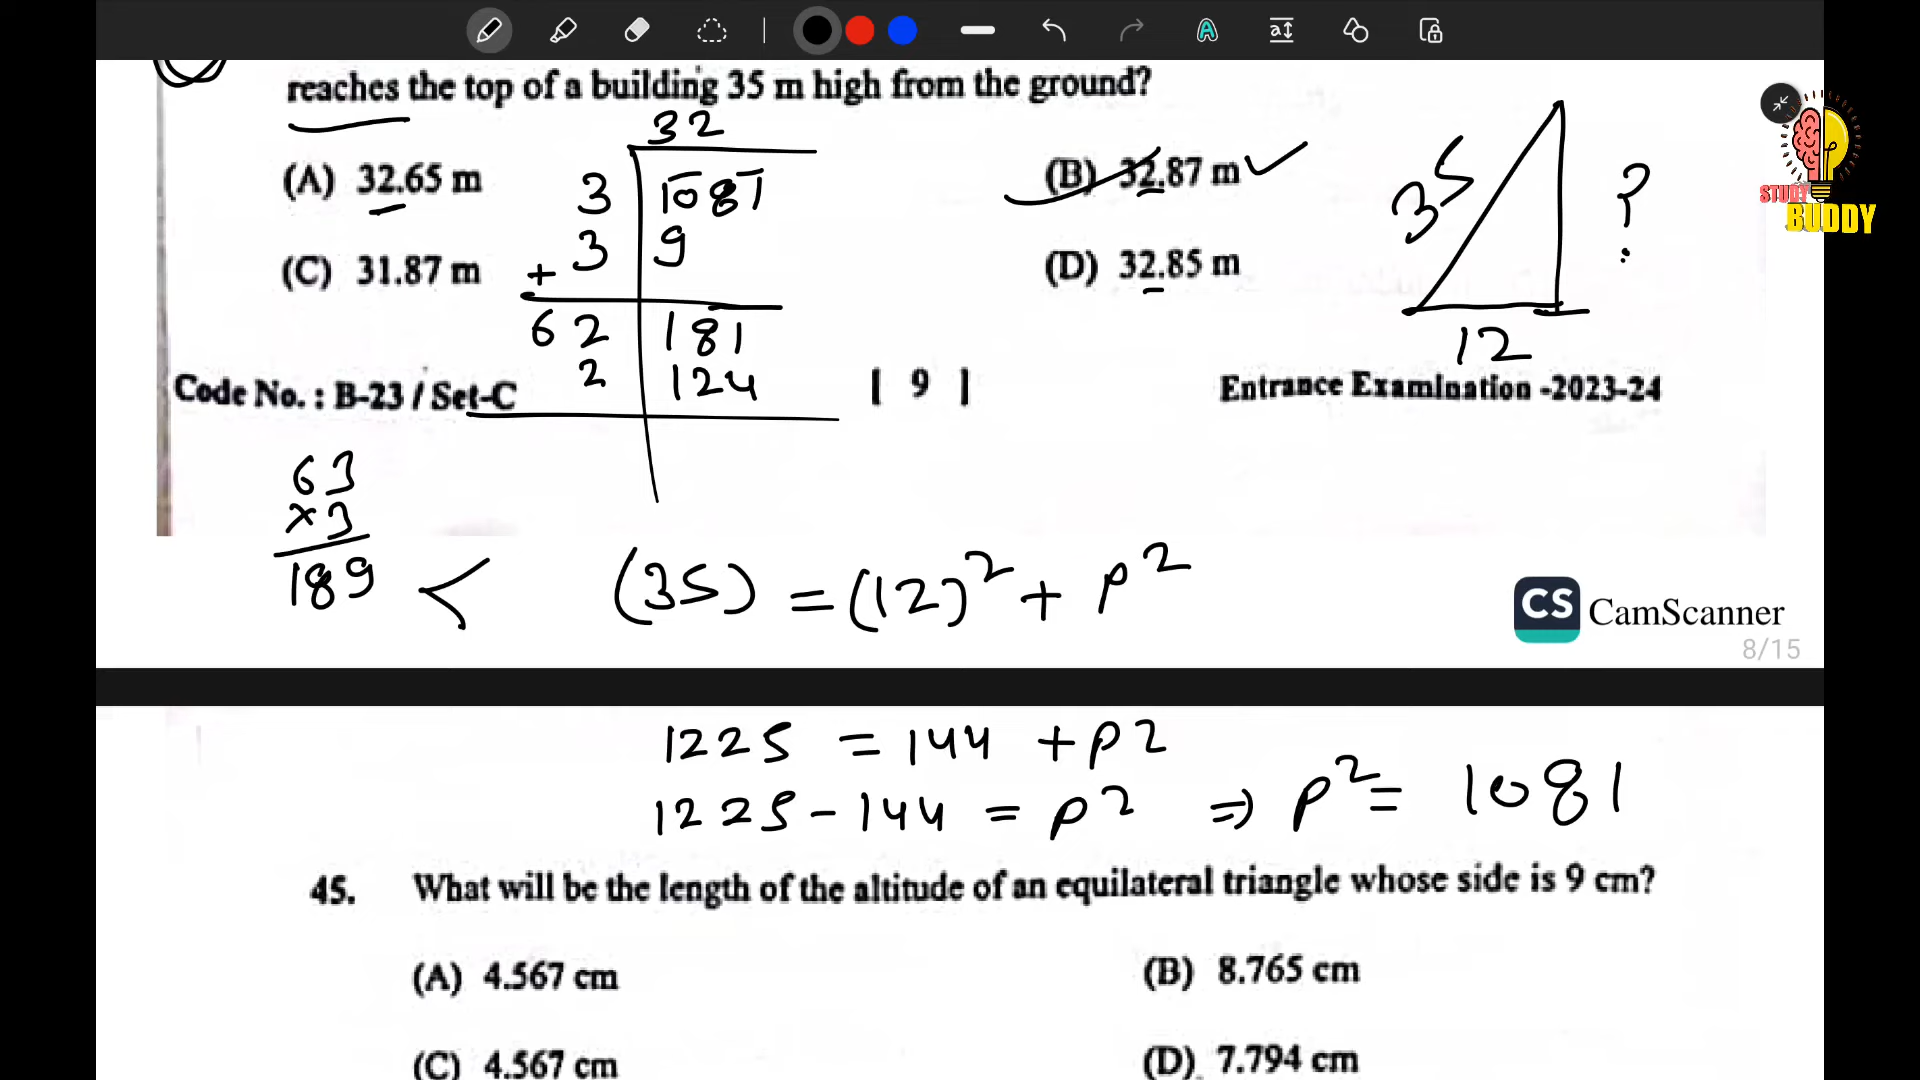 reaches the top of a building 35 m high from the ground?
(A) 32.65 m
(B) 32.87 m
(C) 31.87 m
(D) 32.85 m
32
3 1081
+ 3 9
62 181
2 124
35
?
12
STUDY
BUDDY
Code No. : B-23 / Set-C
[ 9 ]
Entrance Examination -2023-24
63
×3
189 <
(35) = (12)² + p²
CS CamScanner
8/15
1225 = 144 + p2
1225 - 144 = p2 ⇒ p² = 1081
45. What will be the length of the altitude of an equilateral triangle whose side is 9 cm?
(A) 4.567 cm
(B) 8.765 cm
(C) 4.567 cm
(D) 7.794 cm